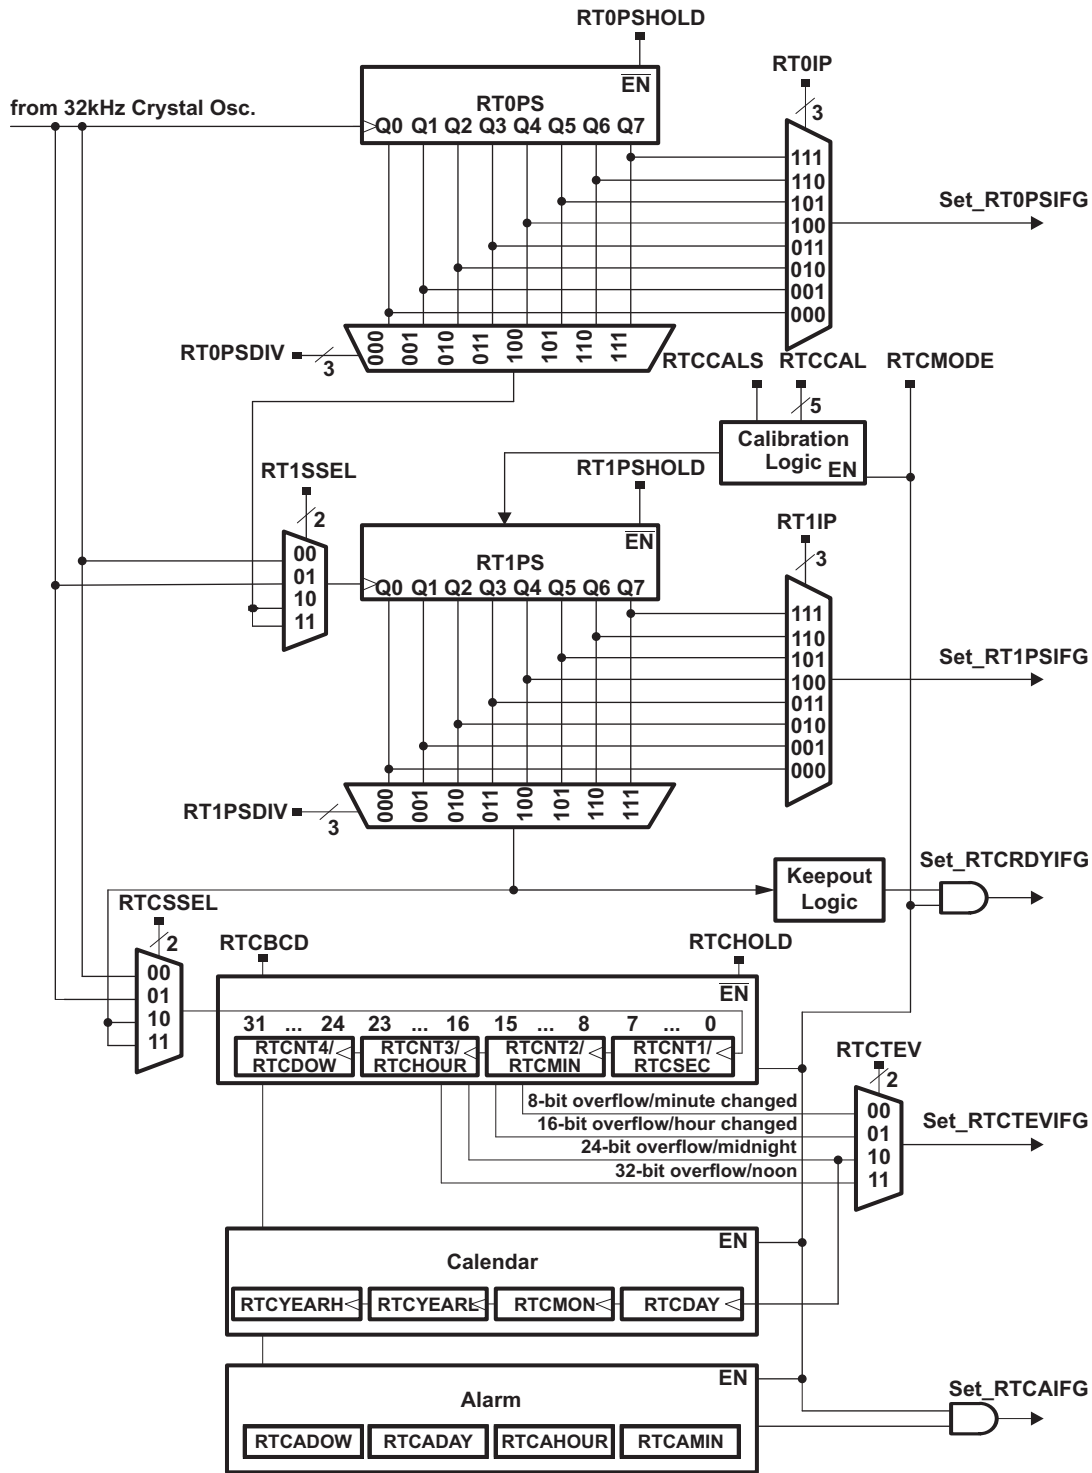 RT0PSHOLD
EN
RT0IP
from 32kHz Crystal Osc.
RT0PS
3
Q0 Q1 Q2 Q3 Q4 Q5 Q6 Q7
111
110
101
100
011
010
001
000
Set_RT0PSIFG
RT0PSDIV
3
000 001 010 011 100 101 110 111
RTCCALS RTCCAL RTCMODE
5
Calibration
Logic
EN
RT1SSEL
2
00
01
10
11
RT1PSHOLD
EN
RT1IP
3
RT1PS
Q0 Q1 Q2 Q3 Q4 Q5 Q6 Q7
111
110
101
100
011
010
001
000
Set_RT1PSIFG
RT1PSDIV
3
000 001 010 011 100 101 110 111
Keepout
Logic
Set_RTCRDYIFG
RTCSSEL
2
00
01
10
11
RTCBCD
RTCHOLD
EN
31 ... 24 23 ... 16 15 ... 8 7 ... 0
RTCNT4/
RTCDOW
RTCNT3/
RTCHOUR
RTCNT2/
RTCMIN
RTCNT1/
RTCSEC
RTCTEV
2
8-bit overflow/minute changed
16-bit overflow/hour changed
24-bit overflow/midnight
32-bit overflow/noon
00
01
10
11
Set_RTCTEVIFG
EN
Calendar
RTCYEARH RTCYEARL RTCMON RTCDAY
EN
Alarm
RTCADOW RTCADAY RTCAHOUR RTCAMIN
Set_RTCAIFG